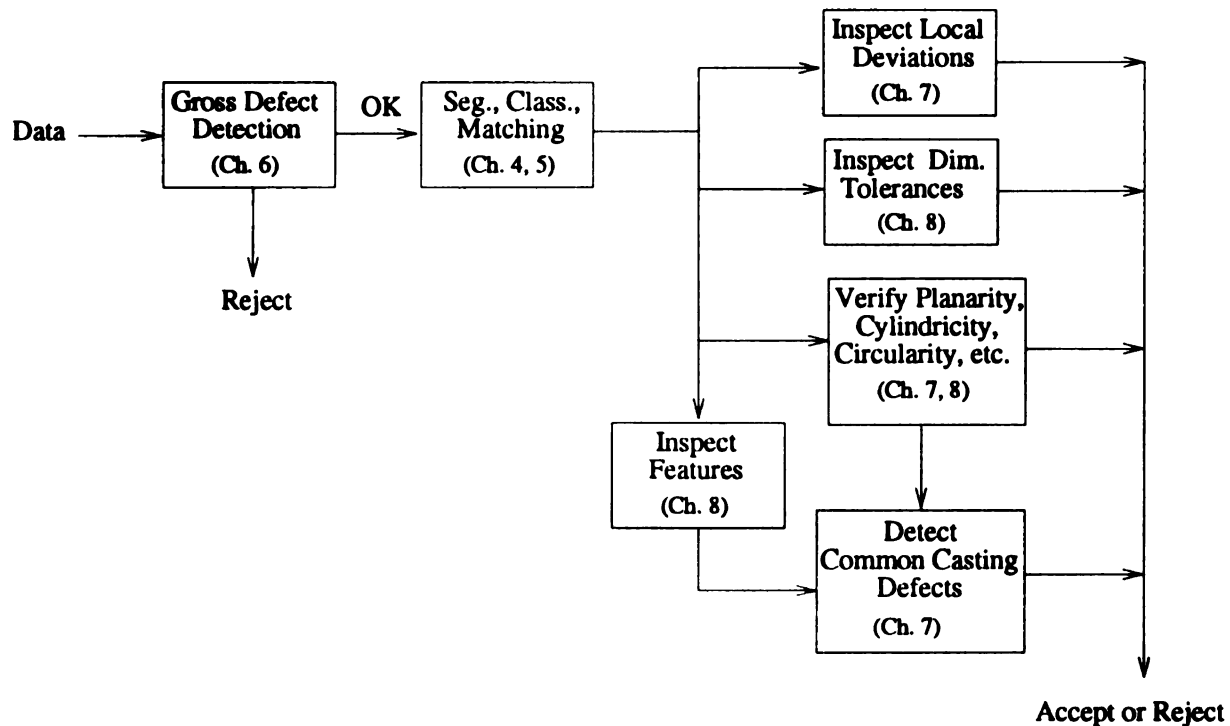 Data
Gross Defect
Detection
(Ch. 6)
OK
Reject
Seg., Class.,
Matching
(Ch. 4, 5)
Inspect Local
Deviations
(Ch. 7)
Inspect Dim.
Tolerances
(Ch. 8)
Verify Planarity,
Cylindricity,
Circularity, etc.
(Ch. 7, 8)
Inspect
Features
(Ch. 8)
Detect
Common Casting
Defects
(Ch. 7)
Accept or Reject